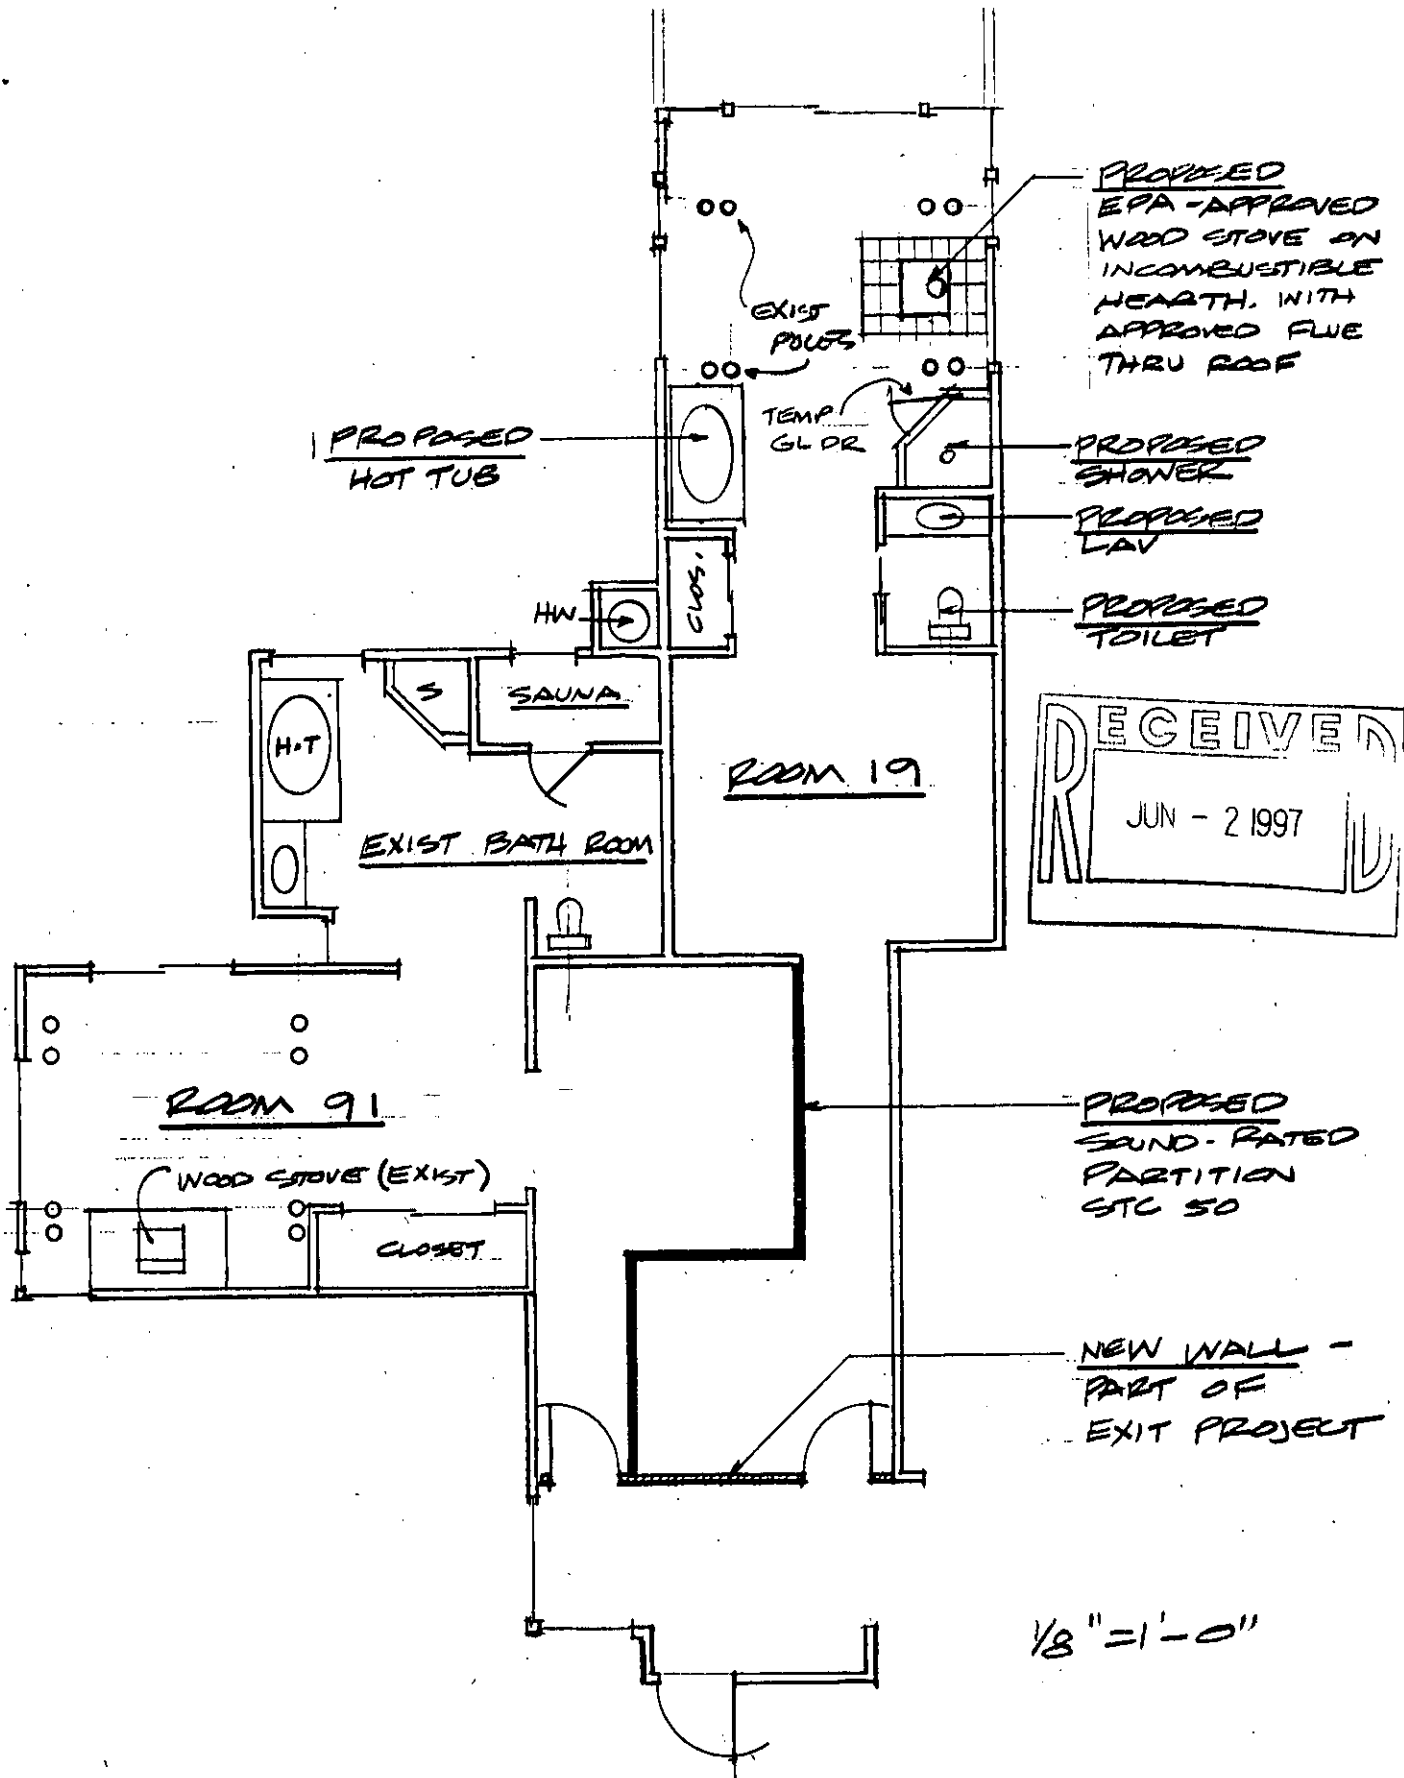 PROPOSED
EPA-APPROVED
WOOD STOVE ON
INCOMBUSTIBLE
HEARTH. WITH
APPROVED FLUE
THRU ROOF
EXIST
POLES
TEMP
GL DR
PROPOSED
HOT TUB
PROPOSED
SHOWER
PROPOSED
LAV
CLOS.
HW
PROPOSED
TOILET
S
SAUNA
HOT
ROOM 19
RECEIVED
JUN - 2 1997
EXIST BATH ROOM
ROOM 91
PROPOSED
SOUND-RATED
PARTITION
STC 50
WOOD STOVE (EXIST)
CLOSET
NEW WALL -
PART OF
EXIT PROJECT
1/8"=1'-0"